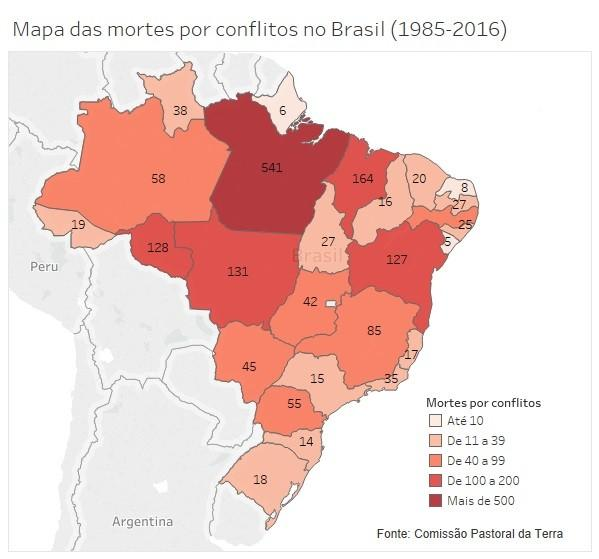 Mapa das mortes por conflitos no Brasil (1985-2016)
38
6
541
58
164
20
8
16
27
25
19
5
128
27
127
131
Brasil
Peru
42
85
45
17
15
35
55
14
18
Argentina
Mortes por conflitos
Até 10
De 11 a 39
De 40 a 99
De 100 a 200
Mais de 500
Fonte: Comissão Pastoral da Terra